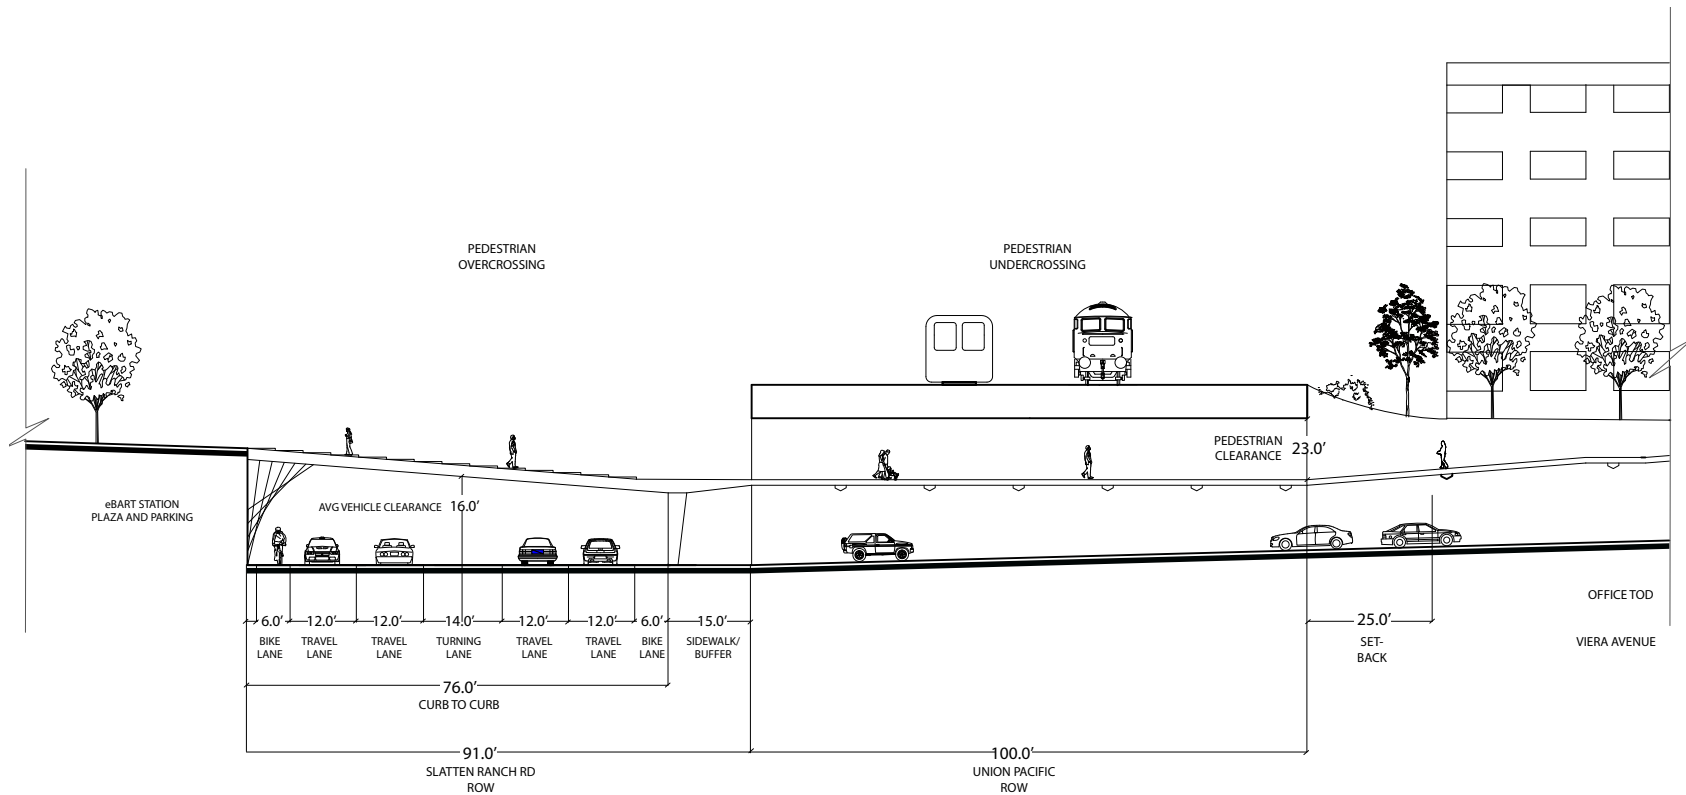 PEDESTRIAN
OVERCROSSING
PEDESTRIAN
UNDERCROSSING
PEDESTRIAN
CLEARANCE
23.0’
eBART STATION
PLAZA AND PARKING
AVG VEHICLE CLEARANCE 16.0’
OFFICE TOD
VIERA AVENUE
6.0’ 12.0’ 12.0’ 14.0’ 12.0’ 12.0’ 6.0’ 15.0’
BIKE
LANE
TRAVEL
LANE
TRAVEL
LANE
TURNING
LANE
TRAVEL
LANE
TRAVEL
LANE
BIKE
LANE
SIDEWALK/
BUFFER
25.0’
SET-
BACK
76.0’
CURB TO CURB
91.0’
SLATTEN RANCH RD
ROW
100.0’
UNION PACIFIC
ROW